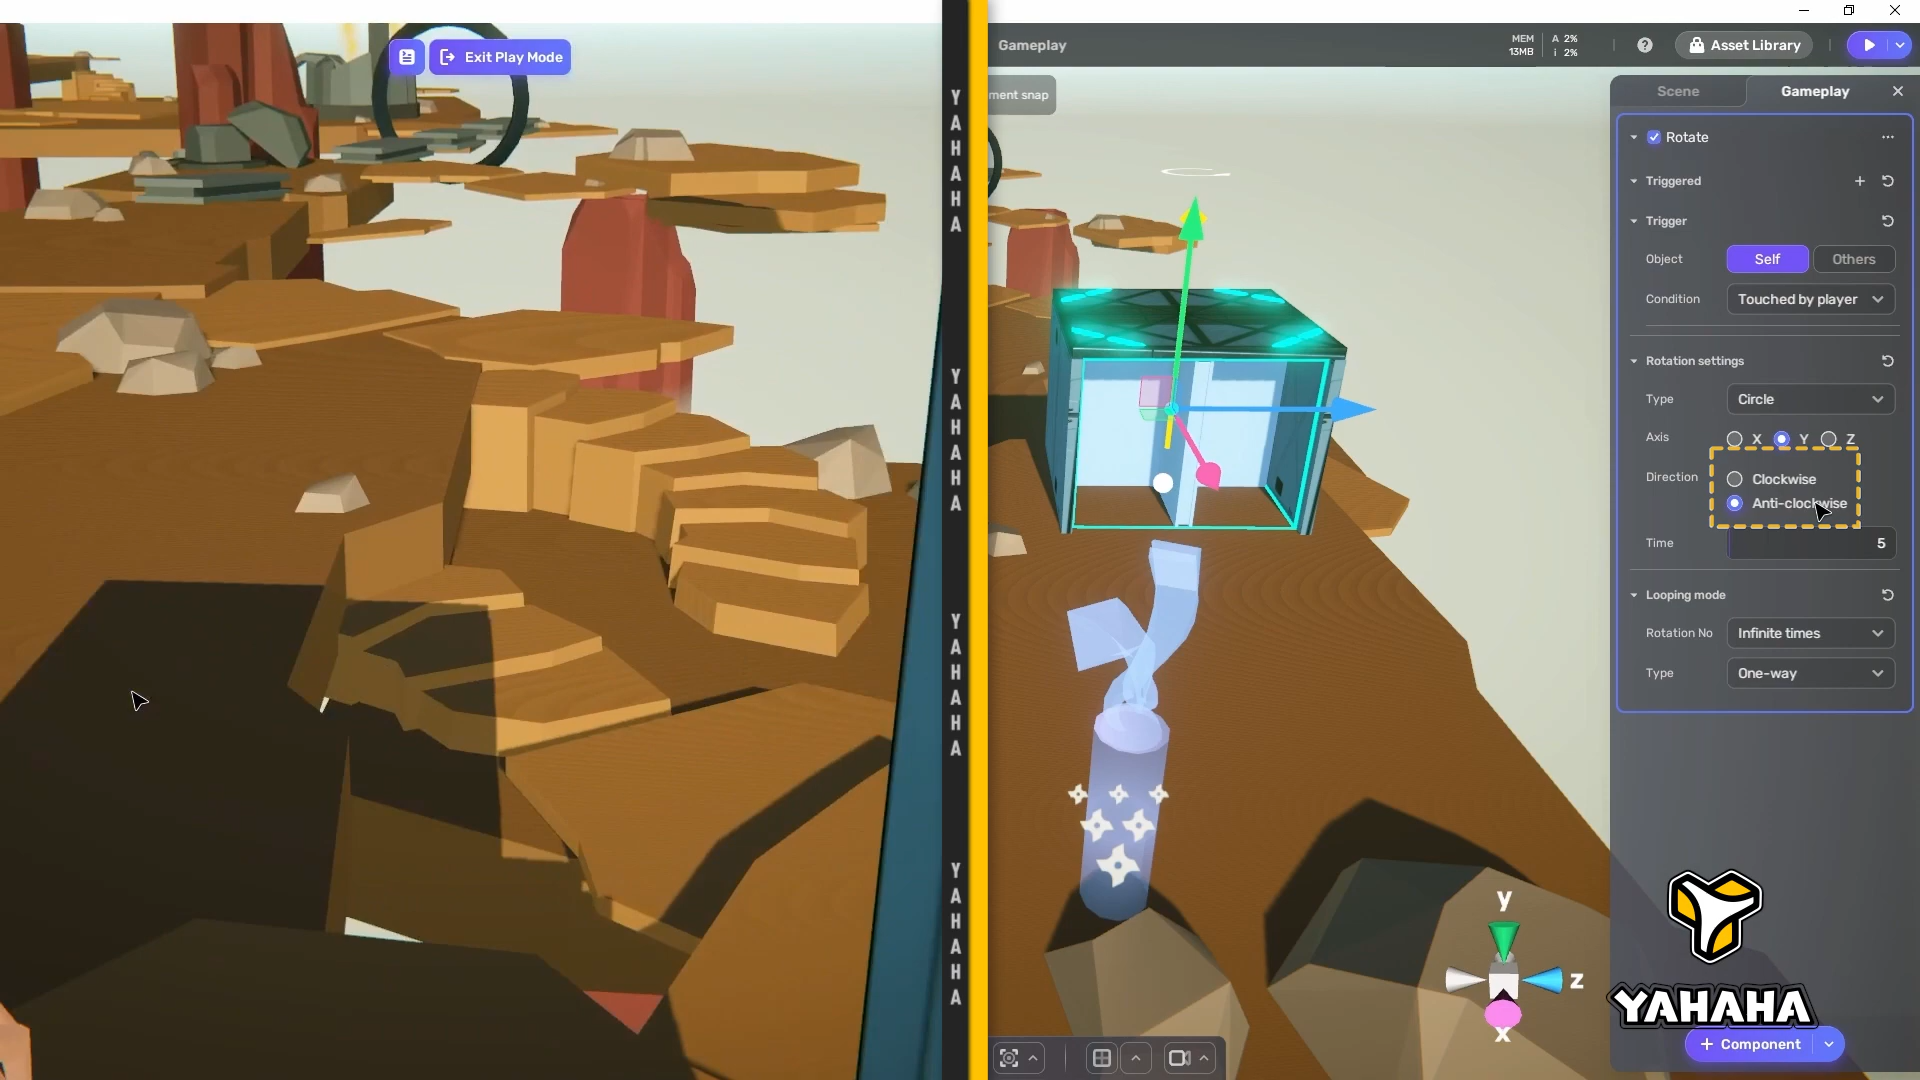 Exit Play Mode
YAHAHA
YAHAHA
YAHAHA
YAHAHA
Gameplay
MEM
13MB
A 2%
i 2%
?
Asset Library
ment snap
Scene
Gameplay
Rotate
Triggered
Trigger
Object
Self
Others
Condition
Touched by player
Rotation settings
Type
Circle
Axis
X
Y
Z
Direction
Clockwise
Anti-clockwise
Time
5
Looping mode
Rotation No
Infinite times
Type
One-way
y
z
x
YAHAHA
+ Component